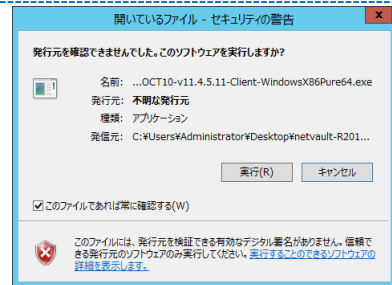 開いているファイル - セキュリティの警告
x
発行元を確認できませんでした。このソフトウェアを実行しますか?
名前: ...OCT10-v11.4.5.11-Client-WindowsX86Pure64.exe
発行元: 不明な発行元
種類: アプリケーション
発信元: C:¥Users¥Administrator¥Desktop¥netvault-R201...
実行(R) キャンセル
このファイルであれば常に確認する(W)
このファイルには、発行元を検証できる有効なデジタル署名がありません。信頼で
きる発行元のソフトウェアのみ実行してください。実行することのできるソフトウェアの
詳細を表示します。